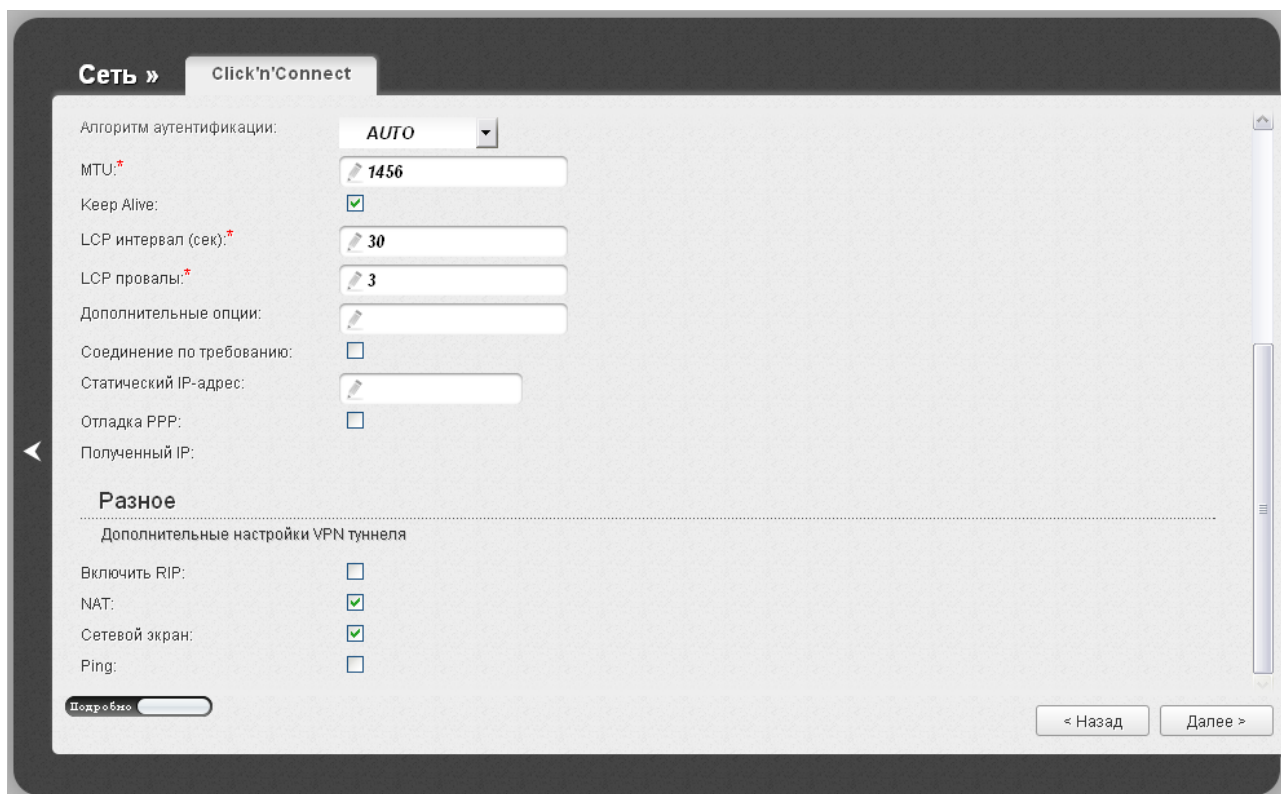 Сеть »
Click'n'Connect
Алгоритм аутентификации: AUTO
MTU:* 1456
Keep Alive:
LCP интервал (сек):* 30
LCP провалы:* 3
Дополнительные опции:
Соединение по требованию:
Статический IP-адрес:
Отладка PPP:
Полученный IP:
Разное
Дополнительные настройки VPN туннеля
Включить RIP:
NAT:
Сетевой экран:
Ping:
Подробно
< Назад
Далее >